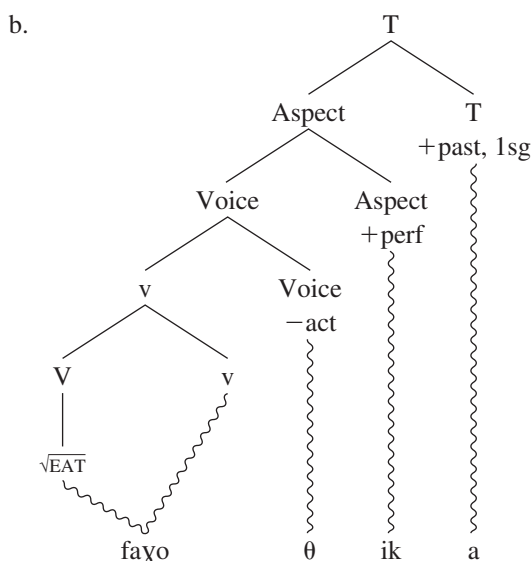 b.
T
Aspect T
+past, 1sg
Voice Aspect
+perf
v Voice
−act
V v
√EAT
faɣo θ ik a